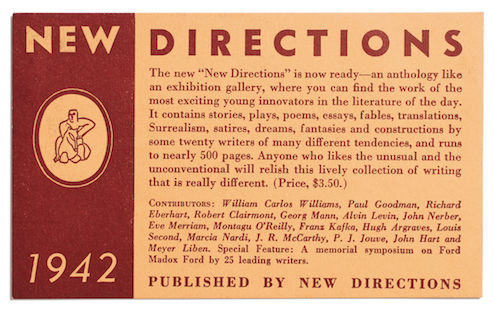 NEW DIRECTIONS
The new "New Directions" is now ready—an anthology like
an exhibition gallery, where you can find the work of the
most exciting young innovators in the literature of the day.
It contains stories, plays, poems, essays, fables, translations,
Surrealism, satires, dreams, fantasies and constructions by
some twenty writers of many different tendencies, and runs
to nearly 500 pages. Anyone who likes the unusual and the
unconventional will relish this lively collection of writing
that is really different. (Price, $3.50.)
CONTRIBUTORS: William Carlos Williams, Paul Goodman, Richard
Eberhart, Robert Clairmont, Georg Mann, Alvin Levin, John Nerber,
Eve Merriam, Montagu O'Reilly, Franz Kafka, Hugh Argraves, Louis
Second, Marcia Nardi, J. R. McCarthy, P. J. Jouve, John Hart and
Meyer Liben. Special Feature: A memorial symposium on Ford
Madox Ford by 25 leading writers.
1942
PUBLISHED BY NEW DIRECTIONS